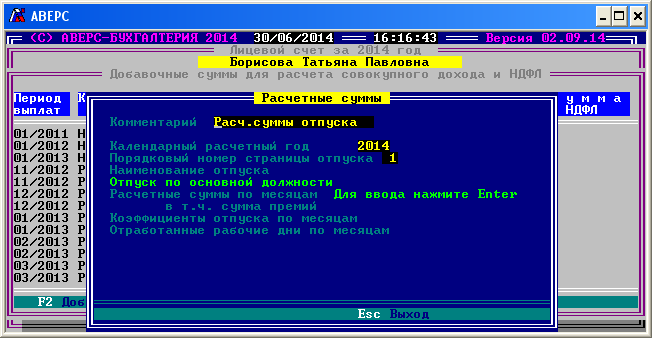 АВЕРС
(C) АВЕРС-БУХГАЛТЕРИЯ 2014 30/06/2014 16:16:43 Версия 02.09.14
Лицевой счет за 2014 год
Борисова Татьяна Павловна
Добавочные суммы для расчета совокупного дохода и НДФЛ
Период К у м м а
выплат НДФЛ
Расчетные суммы
Комментарий Расч.суммы отпуска
Календарный расчетный год 2014
Порядковый номер страницы отпуска 1
Наименование отпуска
Отпуск по основной должности
Расчетные суммы по месяцам Для ввода нажмите Enter
в т.ч. сумма премий
Коэффициенты отпуска по месяцам
Отработанные рабочие дни по месяцам
01/2011 Н
01/2012 Н
01/2013 Н
11/2012 Р
11/2012 Р
12/2012 Р
12/2012 Р
01/2013 Р
01/2013 Р
02/2013 Р
02/2013 Р
03/2013 Р
03/2013 Р
F2 Доб
Esc Выход